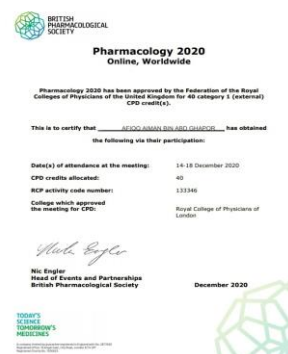 BRITISH
PHARMACOLOGICAL
SOCIETY
Pharmacology 2020
Online, Worldwide
Pharmacology 2020 has been approved by the Federation of the Royal
Colleges of Physicians of the United Kingdom for 40 category 1 (external)
CPD credit(s).
This is to certify that AFIQQ AIMAN BIN ABD GHAPOR has obtained
the following via their participation:
Date(s) of attendance at the meeting: 14-18 December 2020
CPD credits allocated: 40
RCP activity code number: 133346
College which approved
the meeting for CPD: Royal College of Physicians of
London
Nic Engler
Head of Events and Partnerships
British Pharmacological Society December 2020
TODAY'S
SCIENCE
TOMORROW'S
MEDICINES